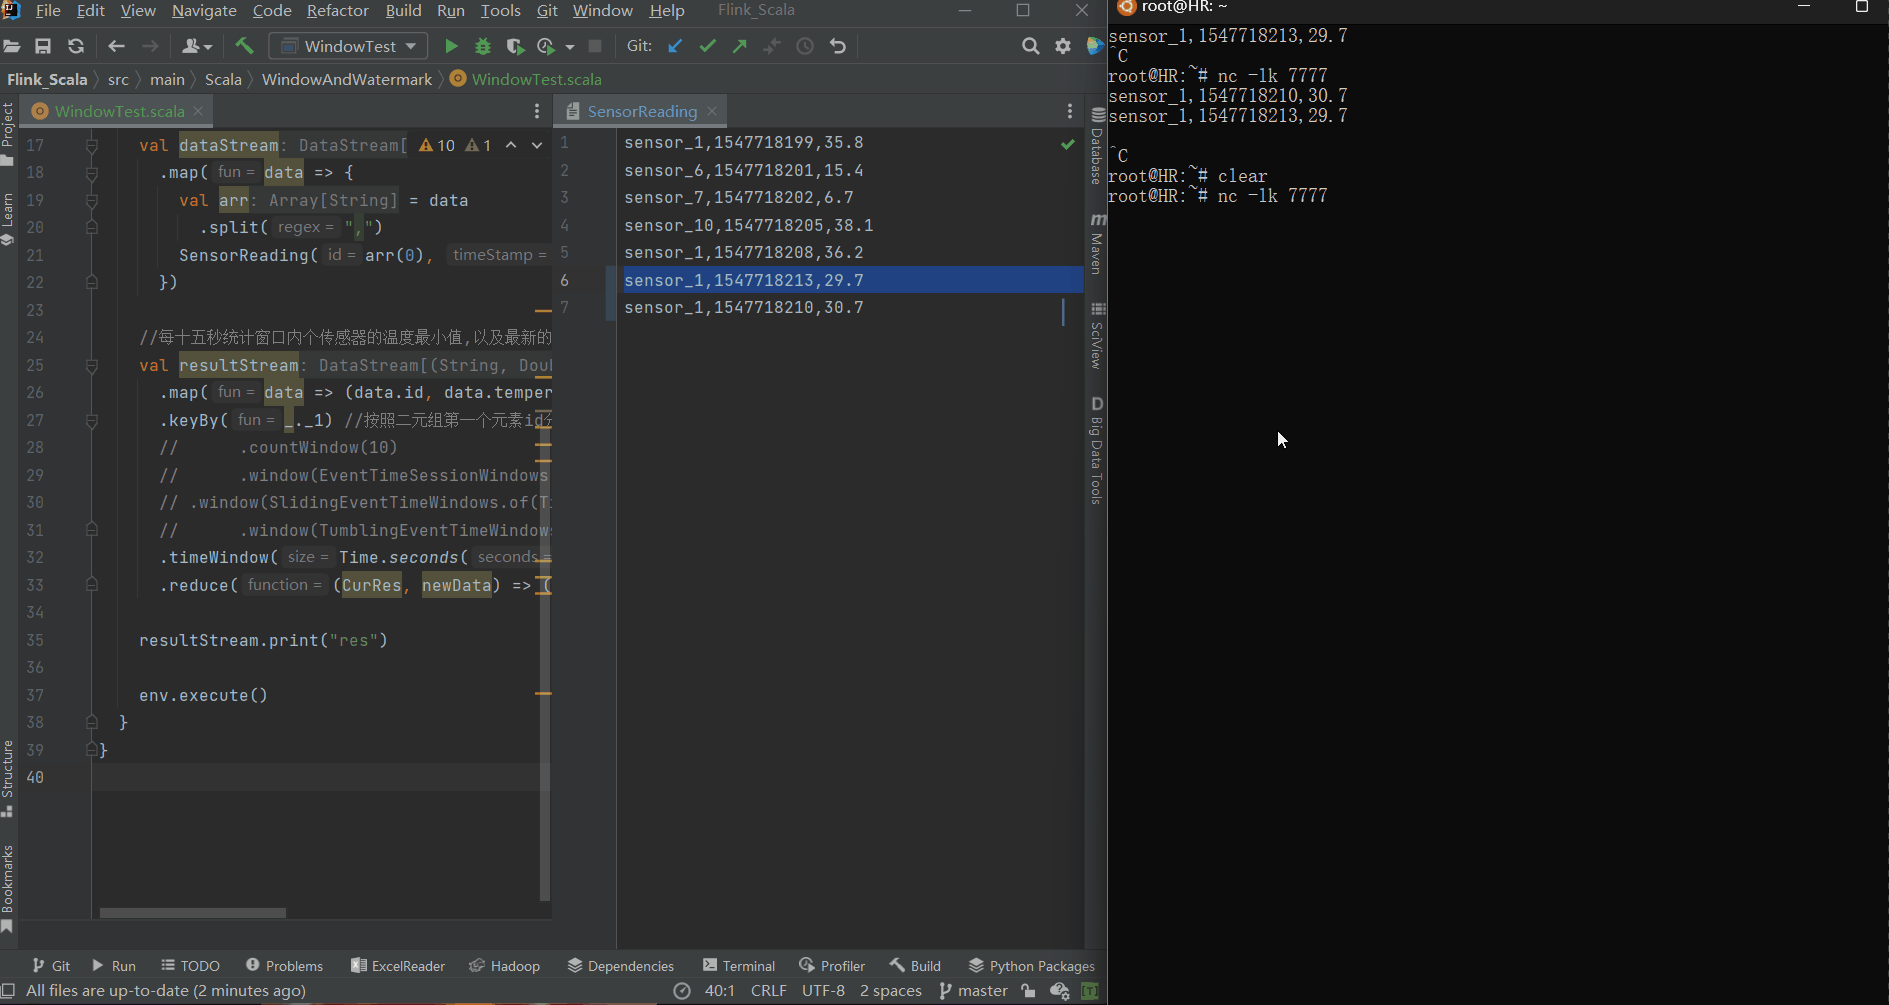 File Edit View Navigate Code Refactor Build Run Tools Git Window Help Flink_Scala
WindowTest Git:
Flink_Scala src main Scala WindowAndWatermark WindowTest.scala
WindowTest.scala SensorReading
Project
Learn
Structure
Bookmarks
17 val dataStream: DataStream[ 10 1
18 .map( fun = data => {
19 val arr: Array[String] = data
20 .split( regex = ",")
21 SensorReading( id = arr(0), timeStamp =
22 })
23
24 //每十五秒统计窗口内个传感器的温度最小值,以及最新的
25 val resultStream: DataStream[(String, Dou
26 .map( fun = data => (data.id, data.temper
27 .keyBy( fun = _._1) //按照二元组第一个元素id分
28 // .countWindow(10)
29 // .window(EventTimeSessionWindows
30 // .window(SlidingEventTimeWindows.of(T
31 // .window(TumblingEventTimeWindow
32 .timeWindow( size = Time.seconds( seconds =
33 .reduce( function = (CurRes, newData) => (
34
35 resultStream.print("res")
36
37 env.execute()
38 }
39 }
40
1 sensor_1,1547718199,35.8
2 sensor_6,1547718201,15.4
3 sensor_7,1547718202,6.7
4 sensor_10,1547718205,38.1
5 sensor_1,1547718208,36.2
6 sensor_1,1547718213,29.7
7 sensor_1,1547718210,30.7
Database
Maven
SciView
Big Data Tools
Git Run TODO Problems ExcelReader Hadoop Dependencies Terminal Profiler Build Python Packages
All files are up-to-date (2 minutes ago) 40:1 CRLF UTF-8 2 spaces master
root@HR: ~
sensor_1,1547718213,29.7
^C
root@HR:~# nc -lk 7777
sensor_1,1547718210,30.7
sensor_1,1547718213,29.7
^C
root@HR:~# clear
root@HR:~# nc -lk 7777